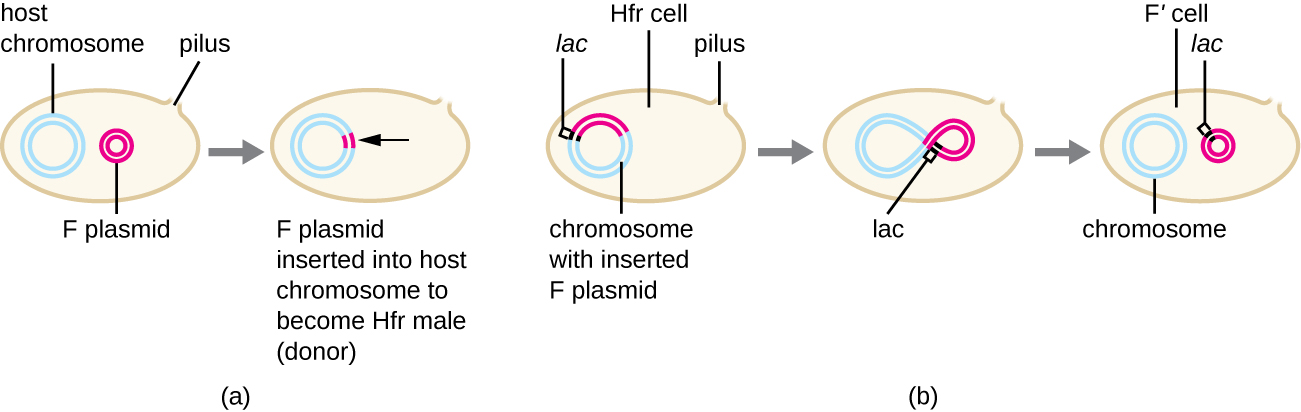 host
chromosome
pilus
F plasmid
F plasmid
inserted into host
chromosome to
become Hfr male
(donor)
(a)
Hfr cell
lac
pilus
chromosome
with inserted
F plasmid
lac
F′ cell
lac
chromosome
(b)